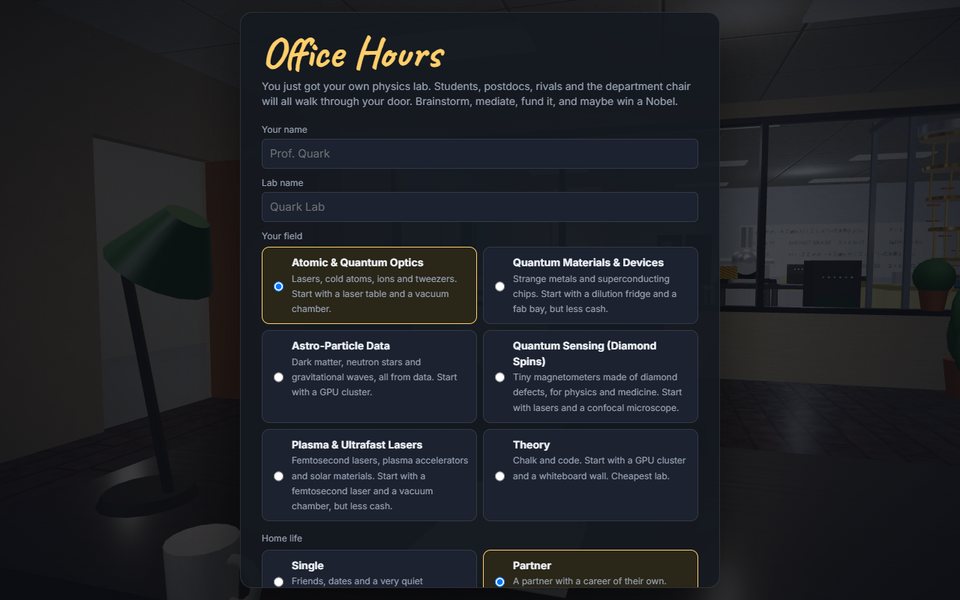 Office Hours
You just got your own physics lab. Students, postdocs, rivals and the department chair
will all walk through your door. Brainstorm, mediate, fund it, and maybe win a Nobel.
Your name
Prof. Quark
Lab name
Quark Lab
Your field
Atomic & Quantum Optics
Lasers, cold atoms, ions and tweezers.
Start with a laser table and a vacuum
chamber.
Quantum Materials & Devices
Strange metals and superconducting
chips. Start with a dilution fridge and a
fab bay, but less cash.
Astro-Particle Data
Dark matter, neutron stars and
gravitational waves, all from data. Start
with a GPU cluster.
Quantum Sensing (Diamond
Spins)
Tiny magnetometers made of diamond
defects, for physics and medicine. Start
with lasers and a confocal microscope.
Plasma & Ultrafast Lasers
Femtosecond lasers, plasma accelerators
and solar materials. Start with a
femtosecond laser and a vacuum
chamber, but less cash.
Theory
Chalk and code. Start with a GPU cluster
and a whiteboard wall. Cheapest lab.
Home life
Single
Friends, dates and a very quiet
Partner
A partner with a career of their own.